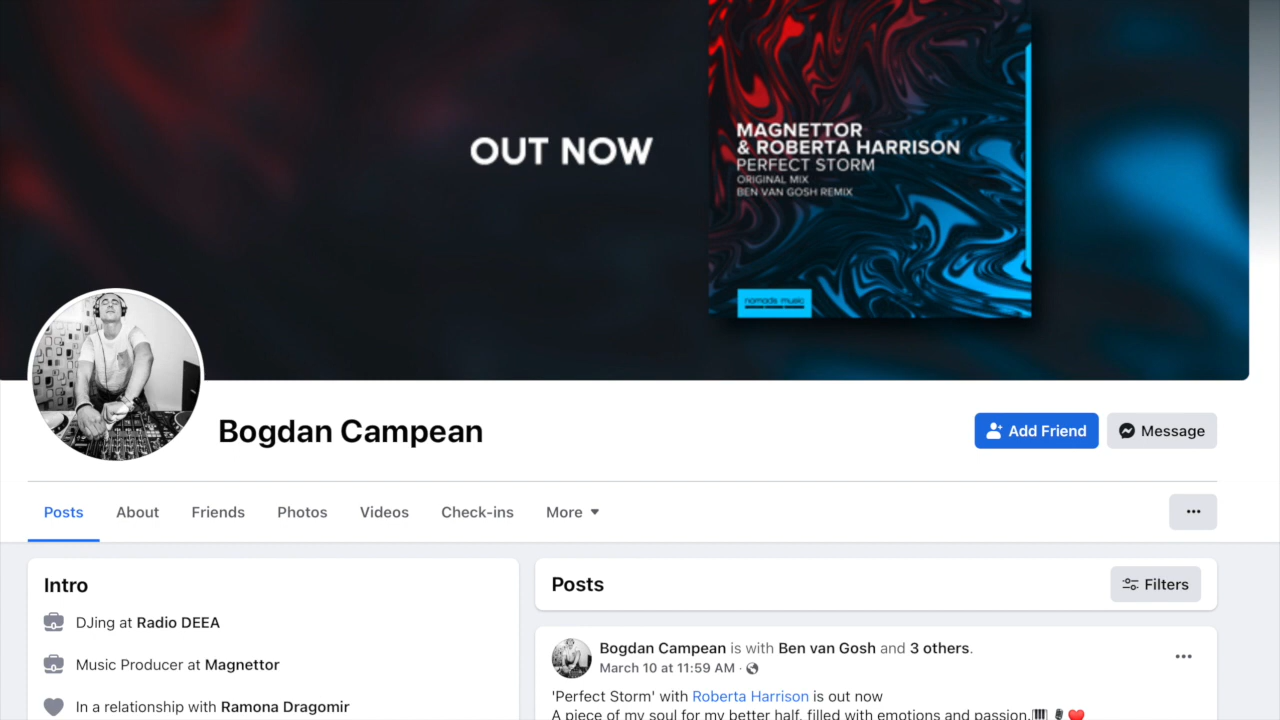 OUT NOW
MAGNETTOR
& ROBERTA HARRISON
PERFECT STORM
ORIGINAL MIX
BEN VAN GOSH REMIX
nomads music
Bogdan Campean
Add Friend
Message
Posts About Friends Photos Videos Check-ins More
Intro
DJing at Radio DEEA
Music Producer at Magnettor
In a relationship with Ramona Dragomir
Posts
Filters
Bogdan Campean is with Ben van Gosh and 3 others.
March 10 at 11:59 AM ·
'Perfect Storm' with Roberta Harrison is out now
A piece of my soul for my better half, filled with emotions and passion.🎹 🎙️❤️